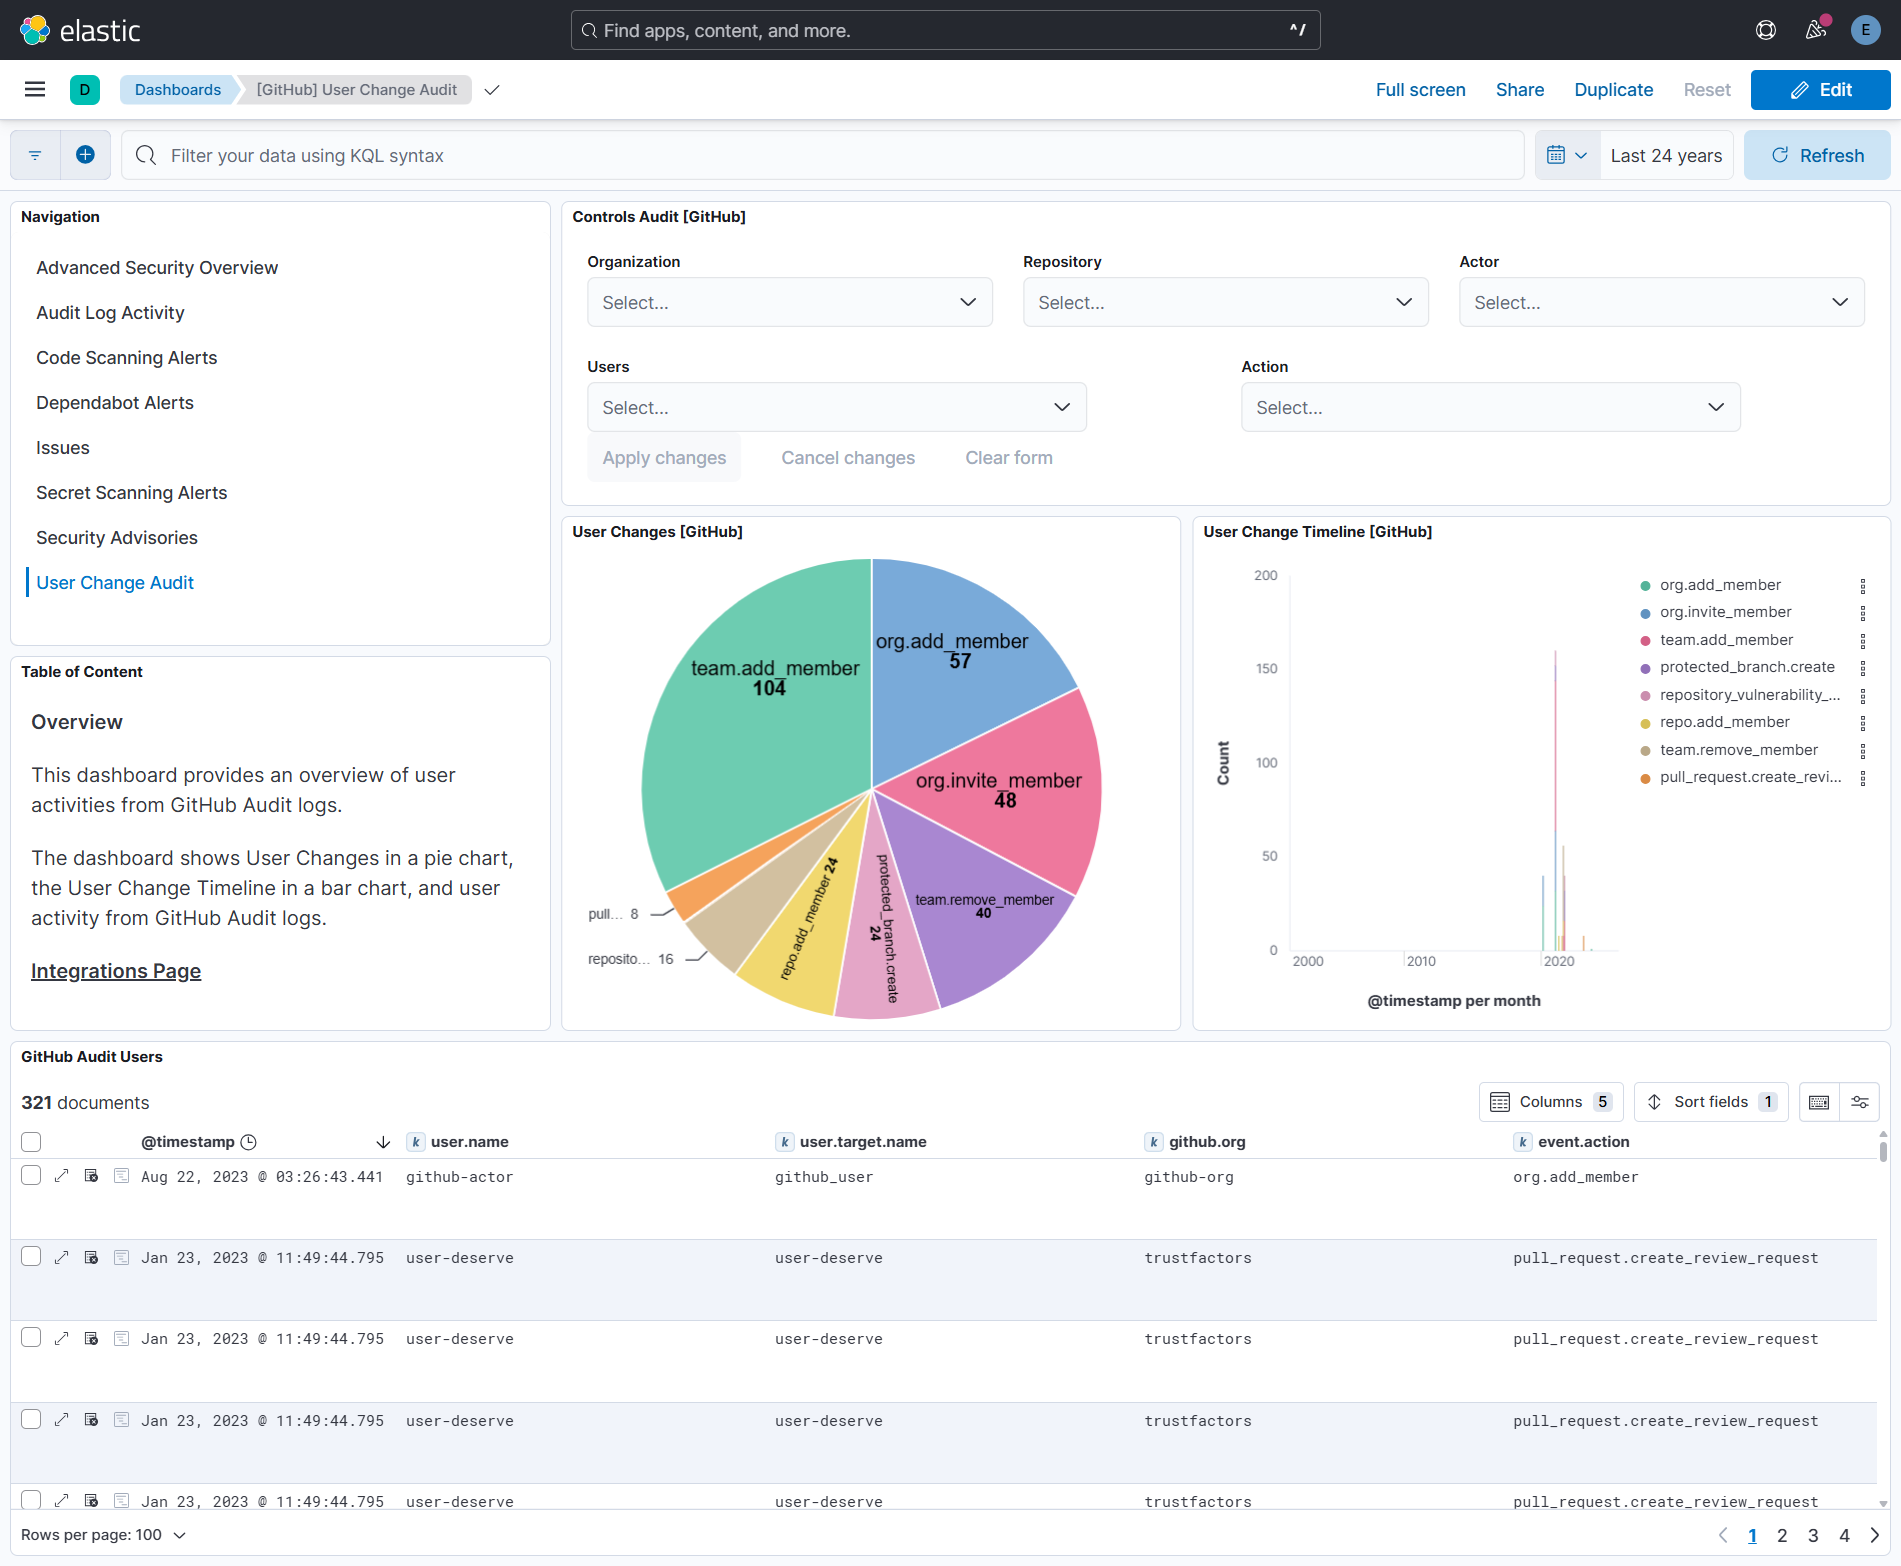 elastic
Find apps, content, and more.
^/
E
D
Dashboards
[GitHub] User Change Audit
Full screen
Share
Duplicate
Reset
Edit
Filter your data using KQL syntax
Last 24 years
Refresh
Navigation
Advanced Security Overview
Audit Log Activity
Code Scanning Alerts
Dependabot Alerts
Issues
Secret Scanning Alerts
Security Advisories
User Change Audit
Table of Content
Overview
This dashboard provides an overview of user
activities from GitHub Audit logs.
The dashboard shows User Changes in a pie chart,
the User Change Timeline in a bar chart, and user
activity from GitHub Audit logs.
Integrations Page
Controls Audit [GitHub]
Organization
Repository
Actor
Select...
Select...
Select...
Users
Action
Select...
Select...
Apply changes
Cancel changes
Clear form
User Changes [GitHub]
org.add_member
57
team.add_member
104
org.invite_member
48
team.remove_member
40
protected_branch.create
24
repo.add_member 24
pull... 8
reposito... 16
User Change Timeline [GitHub]
200
150
100
50
0
Count
2000
2010
2020
@timestamp per month
org.add_member
org.invite_member
team.add_member
protected_branch.create
repository_vulnerability_...
repo.add_member
team.remove_member
pull_request.create_revi...
GitHub Audit Users
321 documents
Columns 5
Sort fields 1
@timestamp
k user.name
k user.target.name
k github.org
k event.action
Aug 22, 2023 @ 03:26:43.441 github-actor github_user github-org org.add_member
Jan 23, 2023 @ 11:49:44.795 user-deserve user-deserve trustfactors pull_request.create_review_request
Jan 23, 2023 @ 11:49:44.795 user-deserve user-deserve trustfactors pull_request.create_review_request
Jan 23, 2023 @ 11:49:44.795 user-deserve user-deserve trustfactors pull_request.create_review_request
Jan 23, 2023 @ 11:49:44.795 user-deserve user-deserve trustfactors pull_request.create_review_request
Rows per page: 100
1 2 3 4